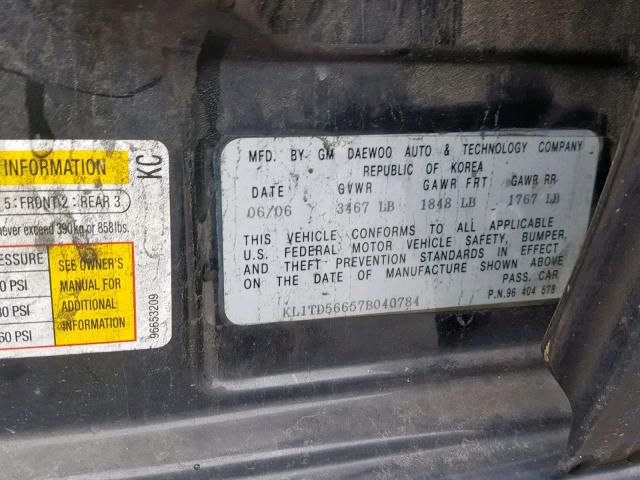 INFORMATION
KC
5 : FRONT 2 : REAR 3
never exceed 390kg or 858lbs.
PRESSURE
0 PSI
30 PSI
60 PSI
SEE OWNER'S
MANUAL FOR
ADDITIONAL
INFORMATION
96653209
MFD. BY GM DAEWOO AUTO & TECHNOLOGY COMPANY
REPUBLIC OF KOREA
DATE GVWR GAWR FRT GAWR RR
06/06 3467 LB 1848 LB 1767 LB
THIS VEHICLE CONFORMS TO ALL APPLICABLE
U.S. FEDERAL MOTOR VEHICLE SAFETY, BUMPER,
AND THEFT PREVENTION STANDARDS IN EFFECT
ON THE DATE OF MANUFACTURE SHOWN ABOVE
PASS. CAR
KL1TD56657B040784
P.N.96 404 578